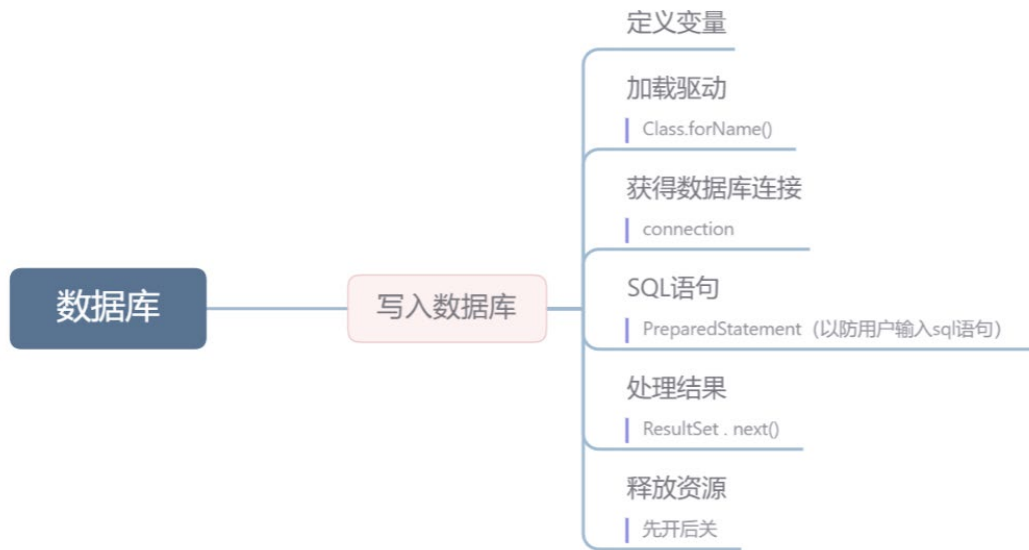 数据库
写入数据库
定义变量
加载驱动
Class.forName()
获得数据库连接
connection
SQL语句
PreparedStatement（以防用户输入sql语句）
处理结果
ResultSet . next()
释放资源
先开后关